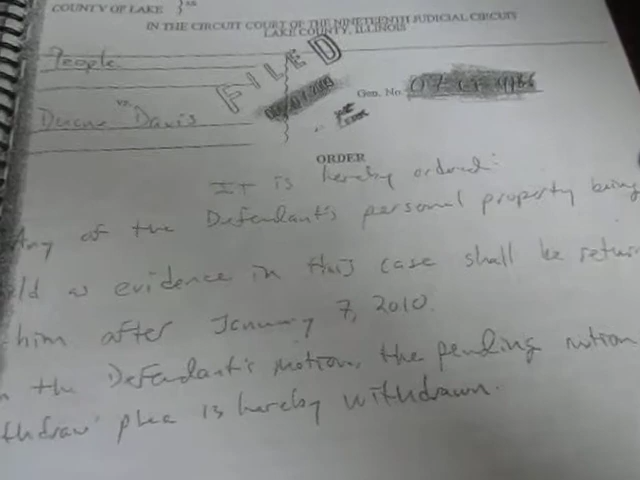 COUNTY OF LAKE } SS
IN THE CIRCUIT COURT OF THE NINETEENTH JUDICIAL CIRCUIT
LAKE COUNTY, ILLINOIS
People
FILED
vs.
Gen. No.
Duane Davis
ORDER
It is hereby ordered:
Any of the Defendant's personal property being
ld as evidence in this case shall be retur
him after January 7, 2010.
n the Defendant's motion, the pending motion
thdraw plea is hereby withdrawn.